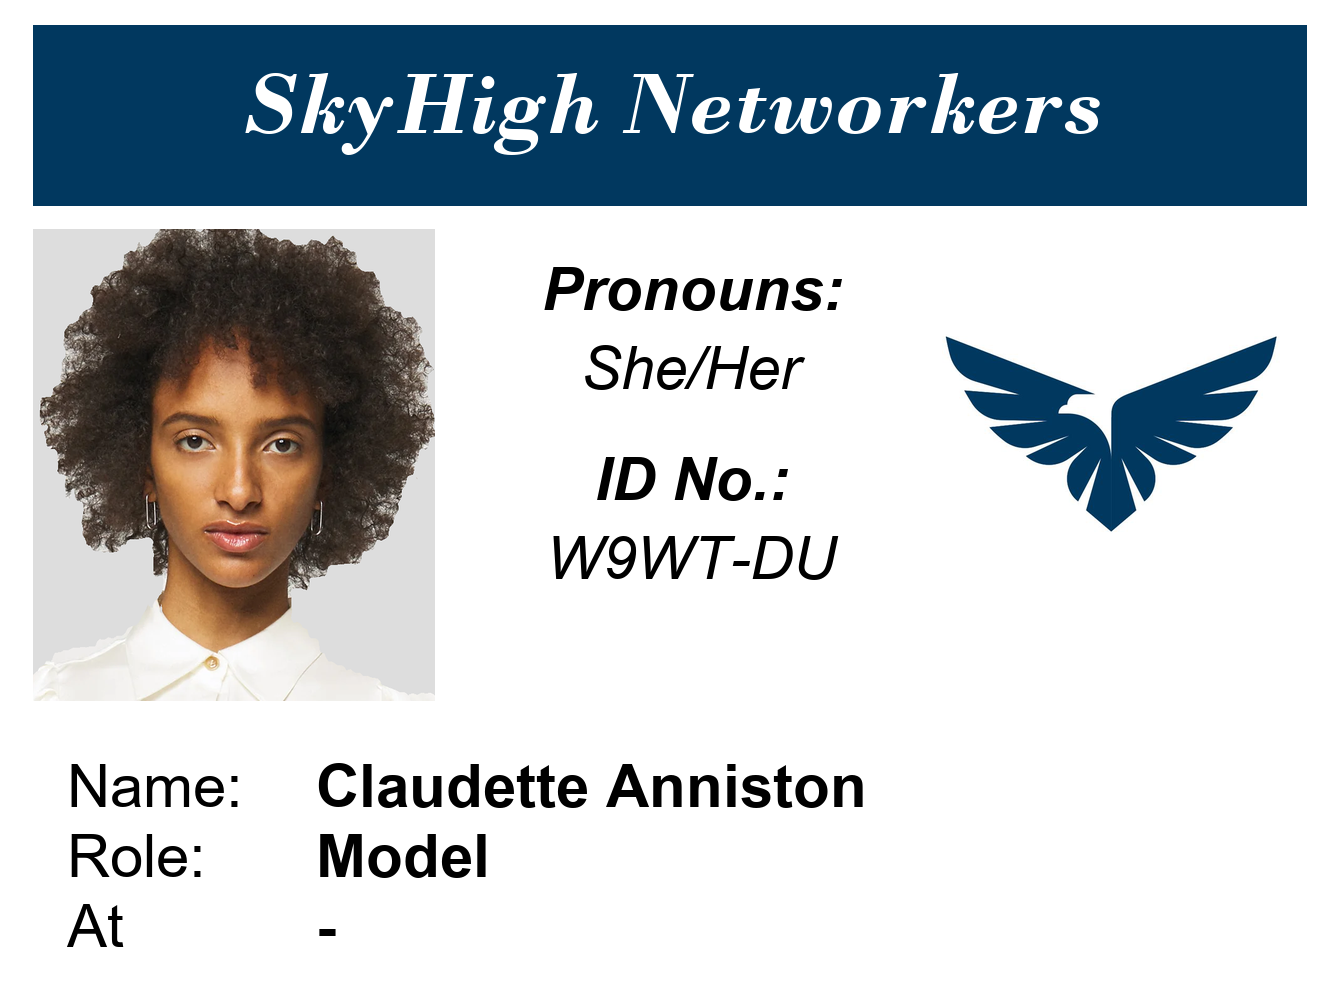 SkyHigh Networkers
Pronouns:
She/Her
ID No.:
W9WT-DU
Name: Claudette Anniston
Role: Model
At -